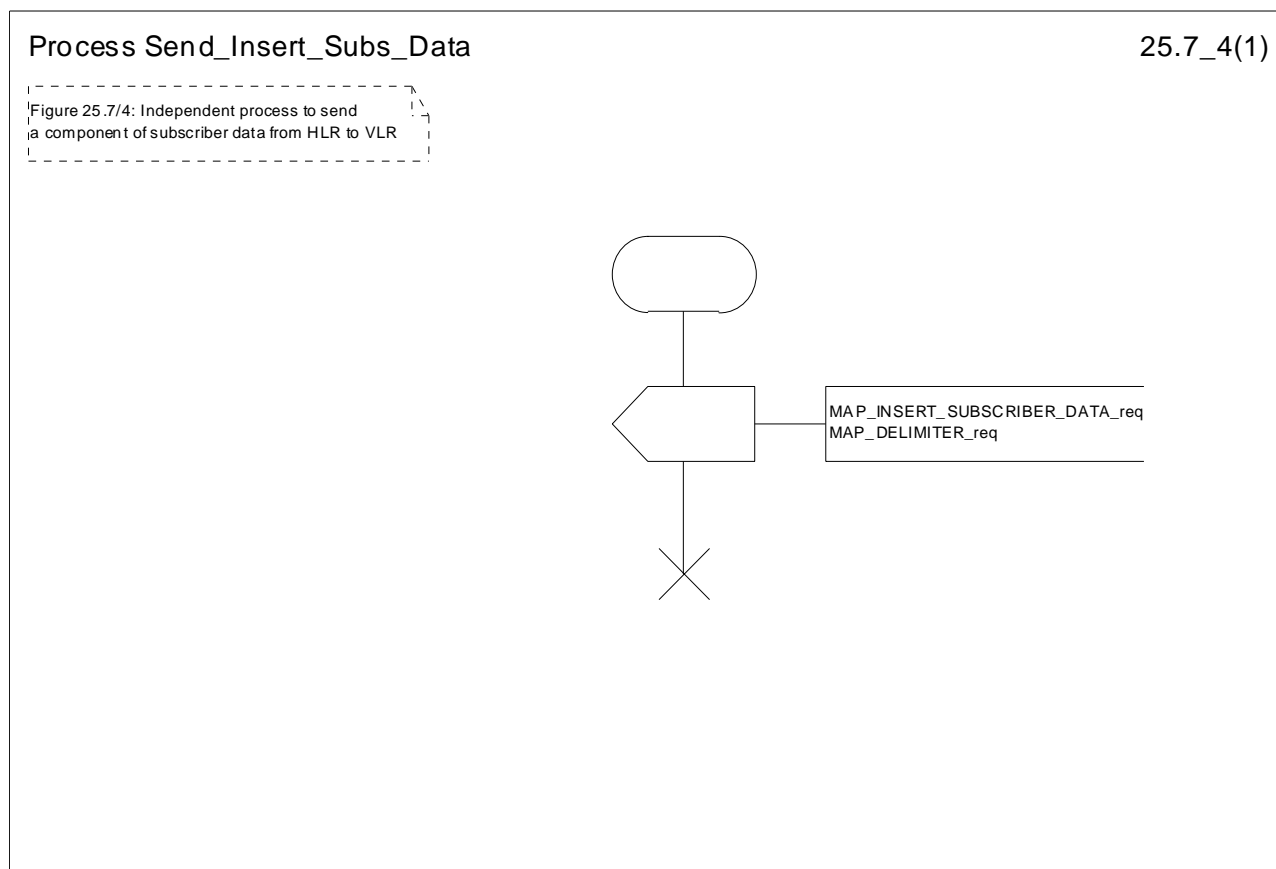 Process Send_Insert_Subs_Data
25.7_4(1)
Figure 25.7/4: Independent process to send
a component of subscriber data from HLR to VLR
MAP_INSERT_SUBSCRIBER_DATA_req
MAP_DELIMITER_req